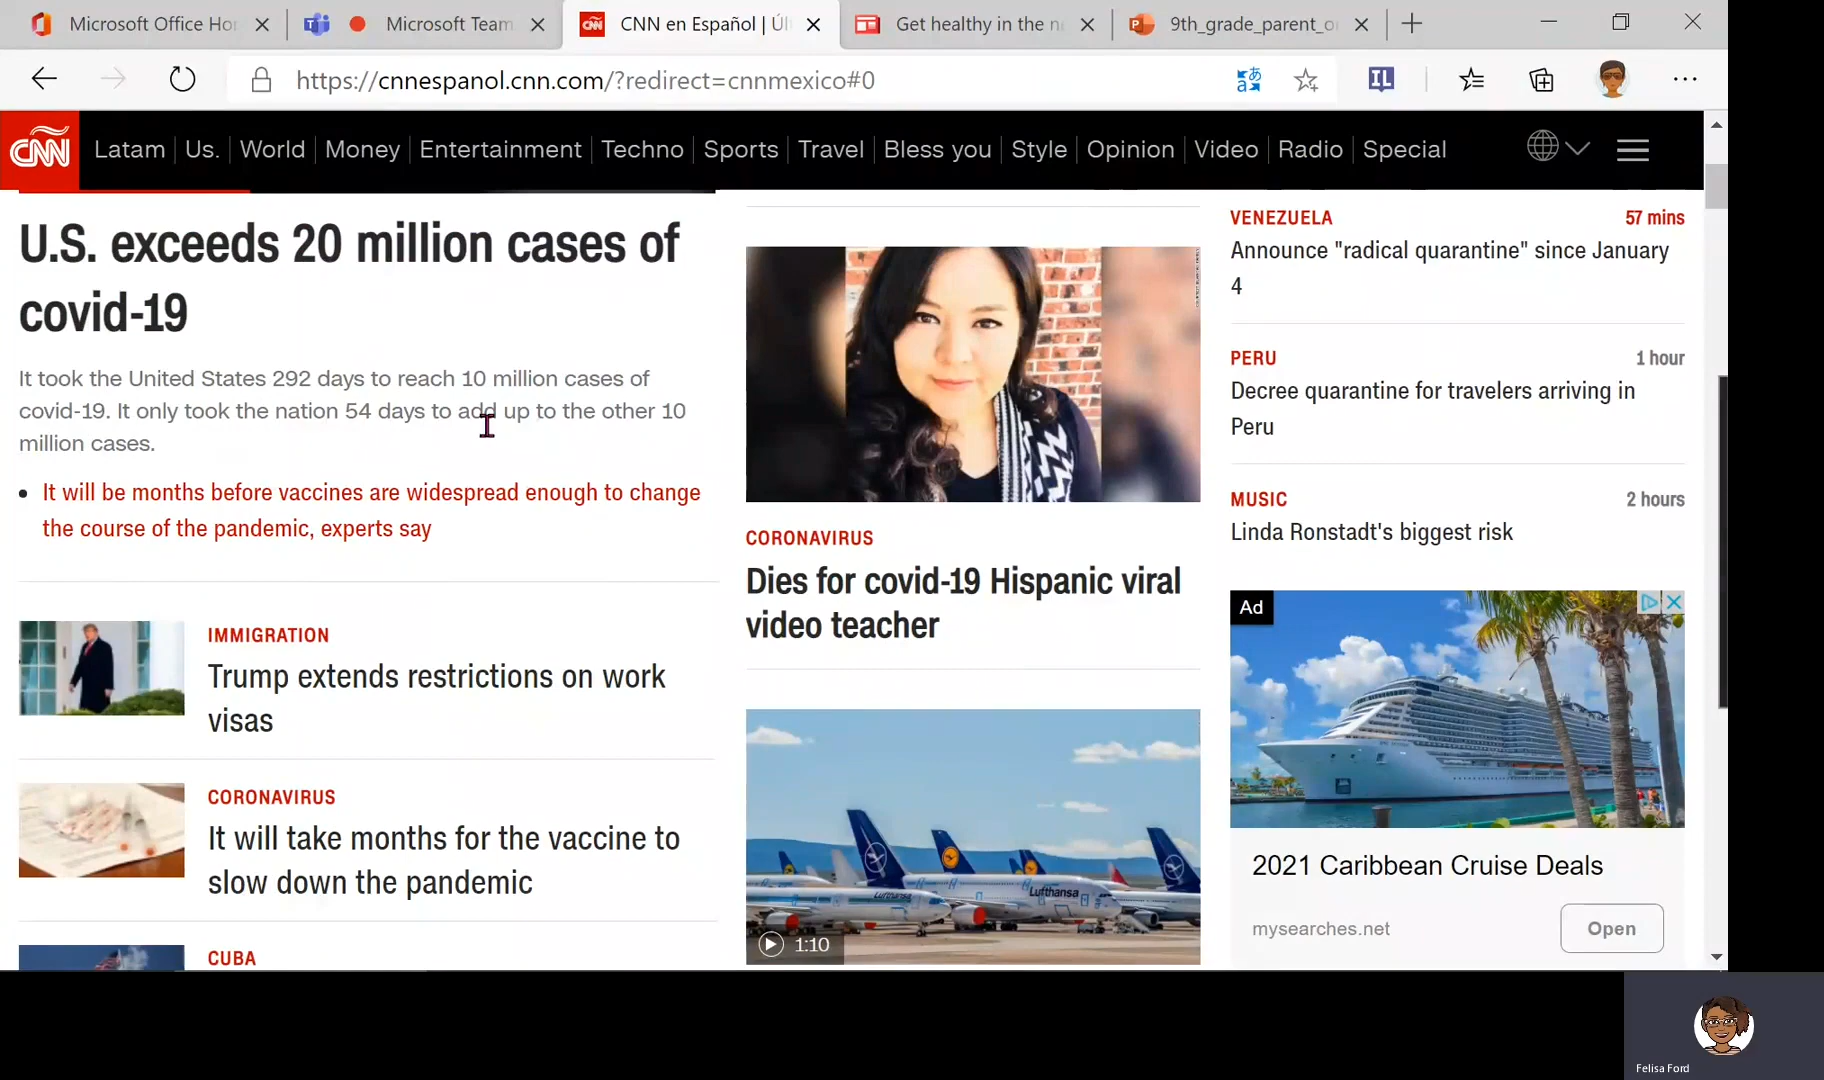 Microsoft Office Ho
Microsoft Team
CNN en Español | Úl
Get healthy in the n
9th_grade_parent_o
https://cnnespanol.cnn.com/?redirect=cnnmexico#0
IL
CNN
Latam | Us. | World | Money | Entertainment | Techno | Sports | Travel | Bless you | Style | Opinion | Video | Radio | Special
U.S. exceeds 20 million cases of
covid-19
It took the United States 292 days to reach 10 million cases of
covid-19. It only took the nation 54 days to add up to the other 10
million cases.
It will be months before vaccines are widespread enough to change
the course of the pandemic, experts say
IMMIGRATION
Trump extends restrictions on work
visas
CORONAVIRUS
It will take months for the vaccine to
slow down the pandemic
CUBA
CORONAVIRUS
Dies for covid-19 Hispanic viral
video teacher
Lufthansa
Lufthansa
1:10
VENEZUELA 57 mins
Announce "radical quarantine" since January
4
PERU 1 hour
Decree quarantine for travelers arriving in
Peru
MUSIC 2 hours
Linda Ronstadt's biggest risk
Ad
2021 Caribbean Cruise Deals
mysearches.net
Open
Felisa Ford